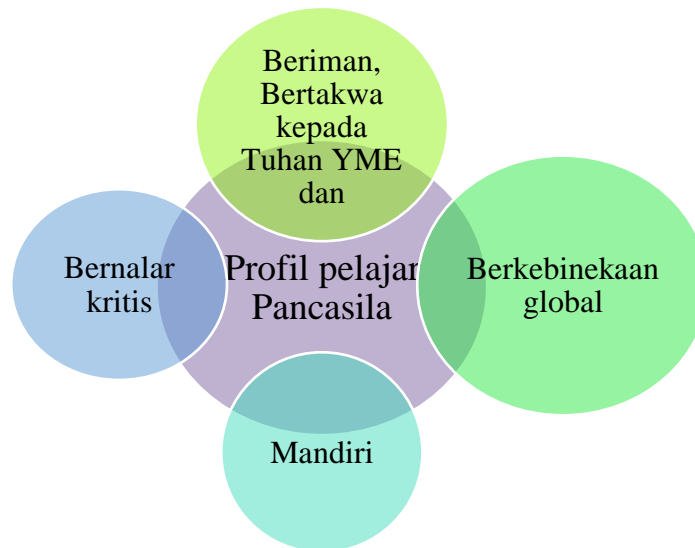 Beriman,
Bertakwa
kepada
Tuhan YME
dan
Bernalar
kritis
Profil pelajar
Pancasila
Berkebinekaan
global
Mandiri